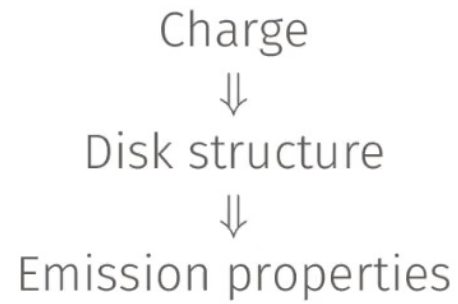 Charge
⇓
Disk structure
⇓
Emission properties